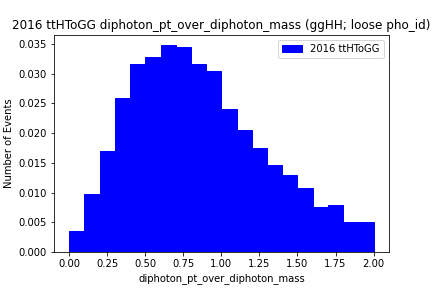 2016 ttHToGG diphoton_pt_over_diphoton_mass (ggHH; loose pho_id)
2016 ttHToGG
Number of Events
0.035
0.030
0.025
0.020
0.015
0.010
0.005
0.000
0.00 0.25 0.50 0.75 1.00 1.25 1.50 1.75 2.00
diphoton_pt_over_diphoton_mass